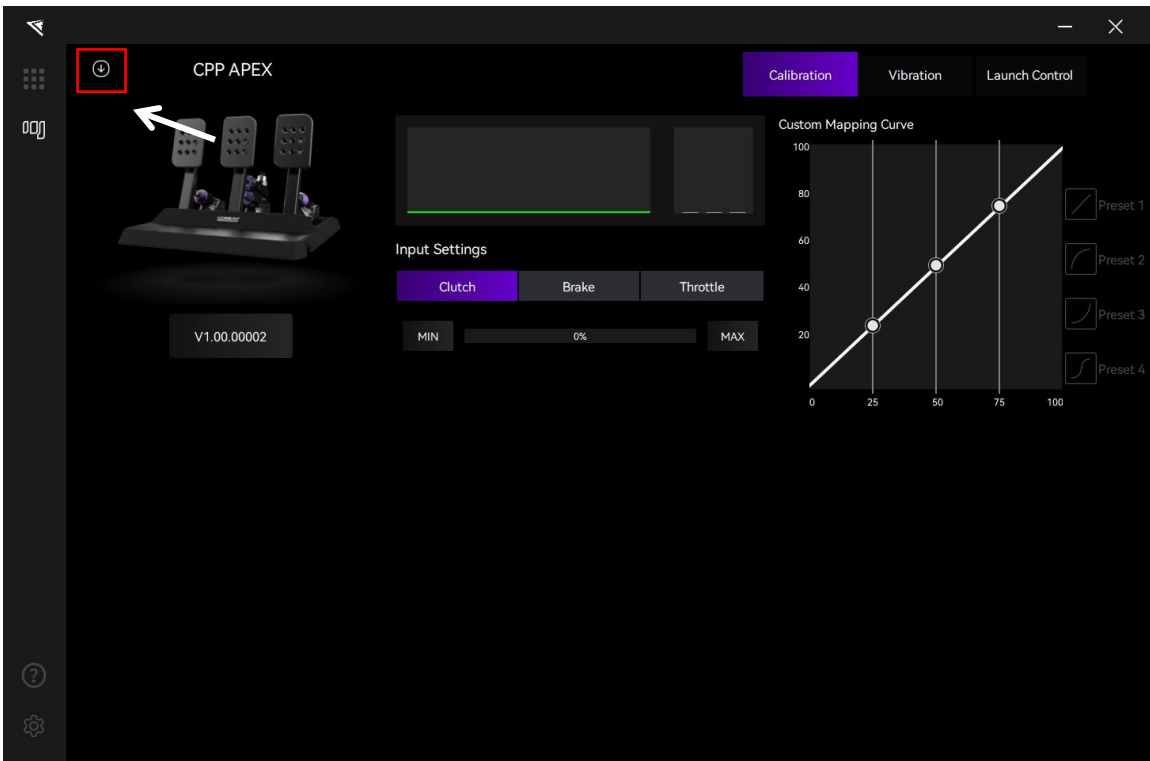 CPP APEX
Calibration Vibration Launch Control
Custom Mapping Curve
100
80
60
40
20
0 25 50 75 100
Preset 1
Preset 2
Preset 3
Preset 4
Input Settings
Clutch Brake Throttle
MIN 0% MAX
V1.00.00002